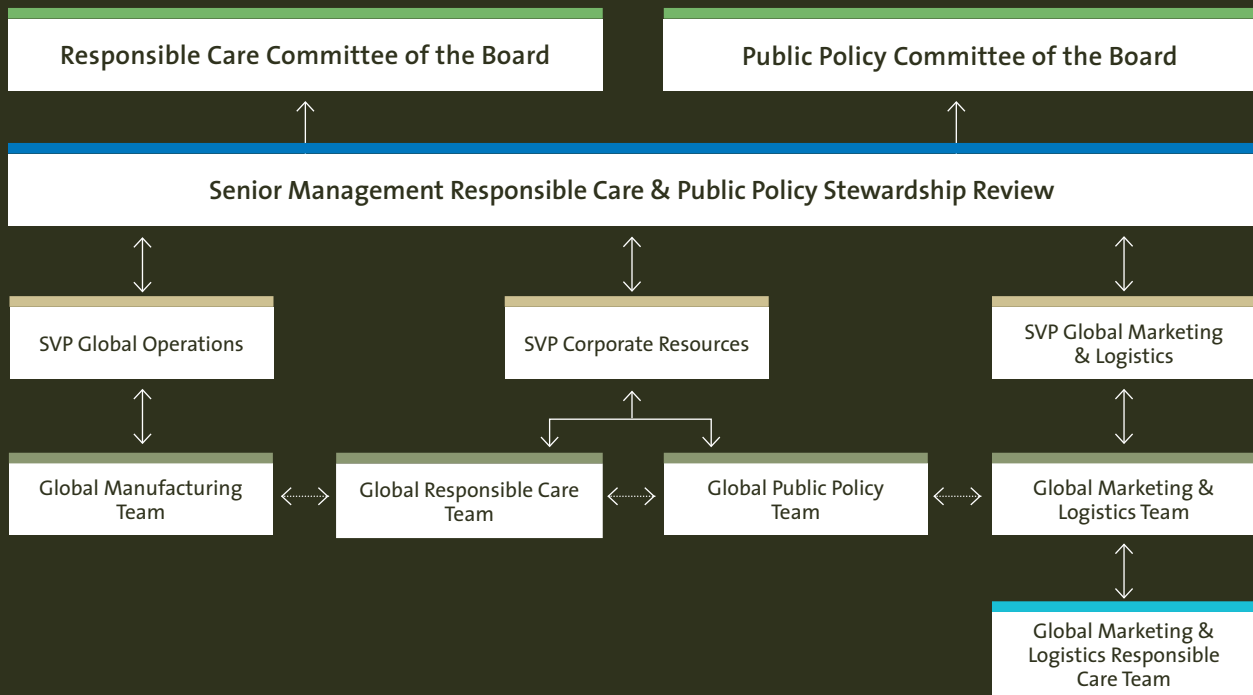 Responsible Care Committee of the Board
Public Policy Committee of the Board
Senior Management Responsible Care & Public Policy Stewardship Review
SVP Global Operations
SVP Corporate Resources
SVP Global Marketing
& Logistics
Global Manufacturing
Team
Global Responsible Care
Team
Global Public Policy
Team
Global Marketing &
Logistics Team
Global Marketing &
Logistics Responsible
Care Team